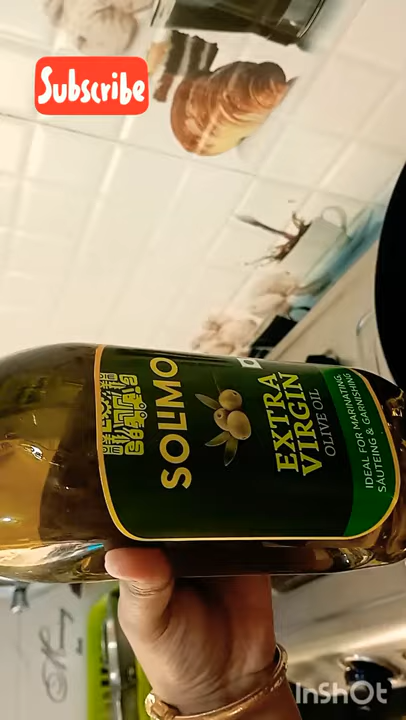 Subscribe
SOLIMO
EXTRA
VIRGIN
OLIVE OIL
IDEAL FOR MARINATING,
SAUTEING & GARNISHING
InShOt